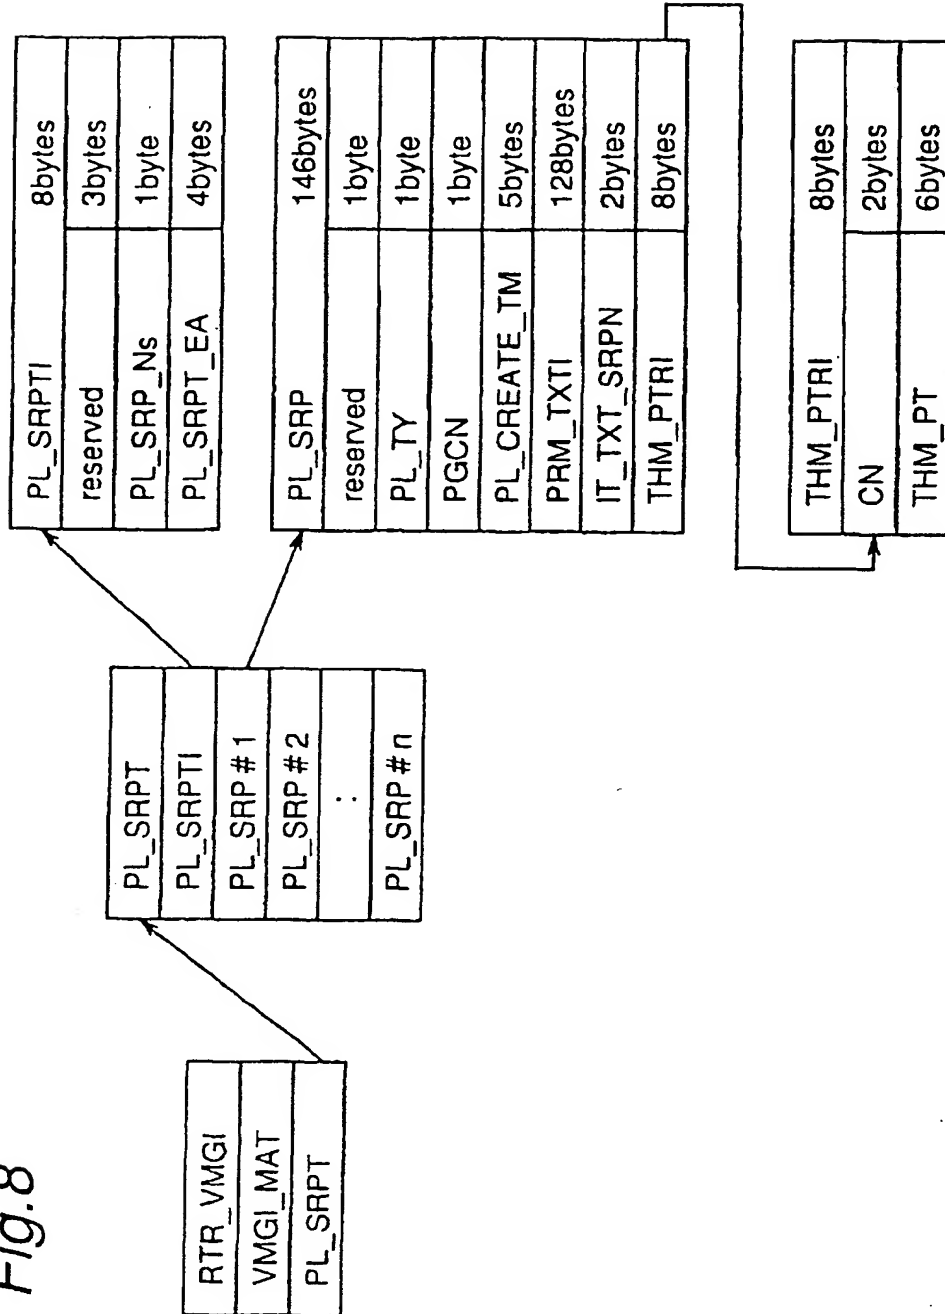 Fig.8
RTR_VMGI
VMGI_MAT
PL_SRPT
PL_SRPT
PL_SRPTI
PL_SRP#1
PL_SRP#2
:
PL_SRP#n
PL_SRPTI 8bytes
reserved 3bytes
PL_SRP_Ns 1byte
PL_SRPT_EA 4bytes
PL_SRP 146bytes
reserved 1byte
PL_TY 1byte
PGCN 1byte
PL_CREATE_TM 5bytes
PRM_TXTI 128bytes
IT_TXT_SRPN 2bytes
THM_PTRI 8bytes
THM_PTRI 8bytes
CN 2bytes
THM_PT 6bytes